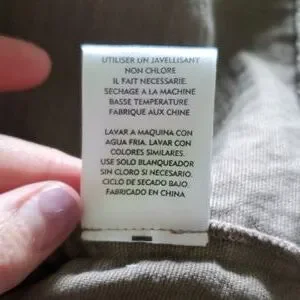 UTILISER UN JAVELLISANT
NON CHLORE
IL FAIT NECESSARIE.
SECHAGE A LA MACHINE
BASSE TEMPERATURE.
FABRIQUE AUX CHINE
LAVAR A MAQUINA CON
AGUA FRIA. LAVAR CON
COLORES SIMILARES.
USE SOLO BLANQUEADOR
SIN CLORO SI NECESARIO.
CICLO DE SECADO BAJO.
FABRICADO EN CHINA